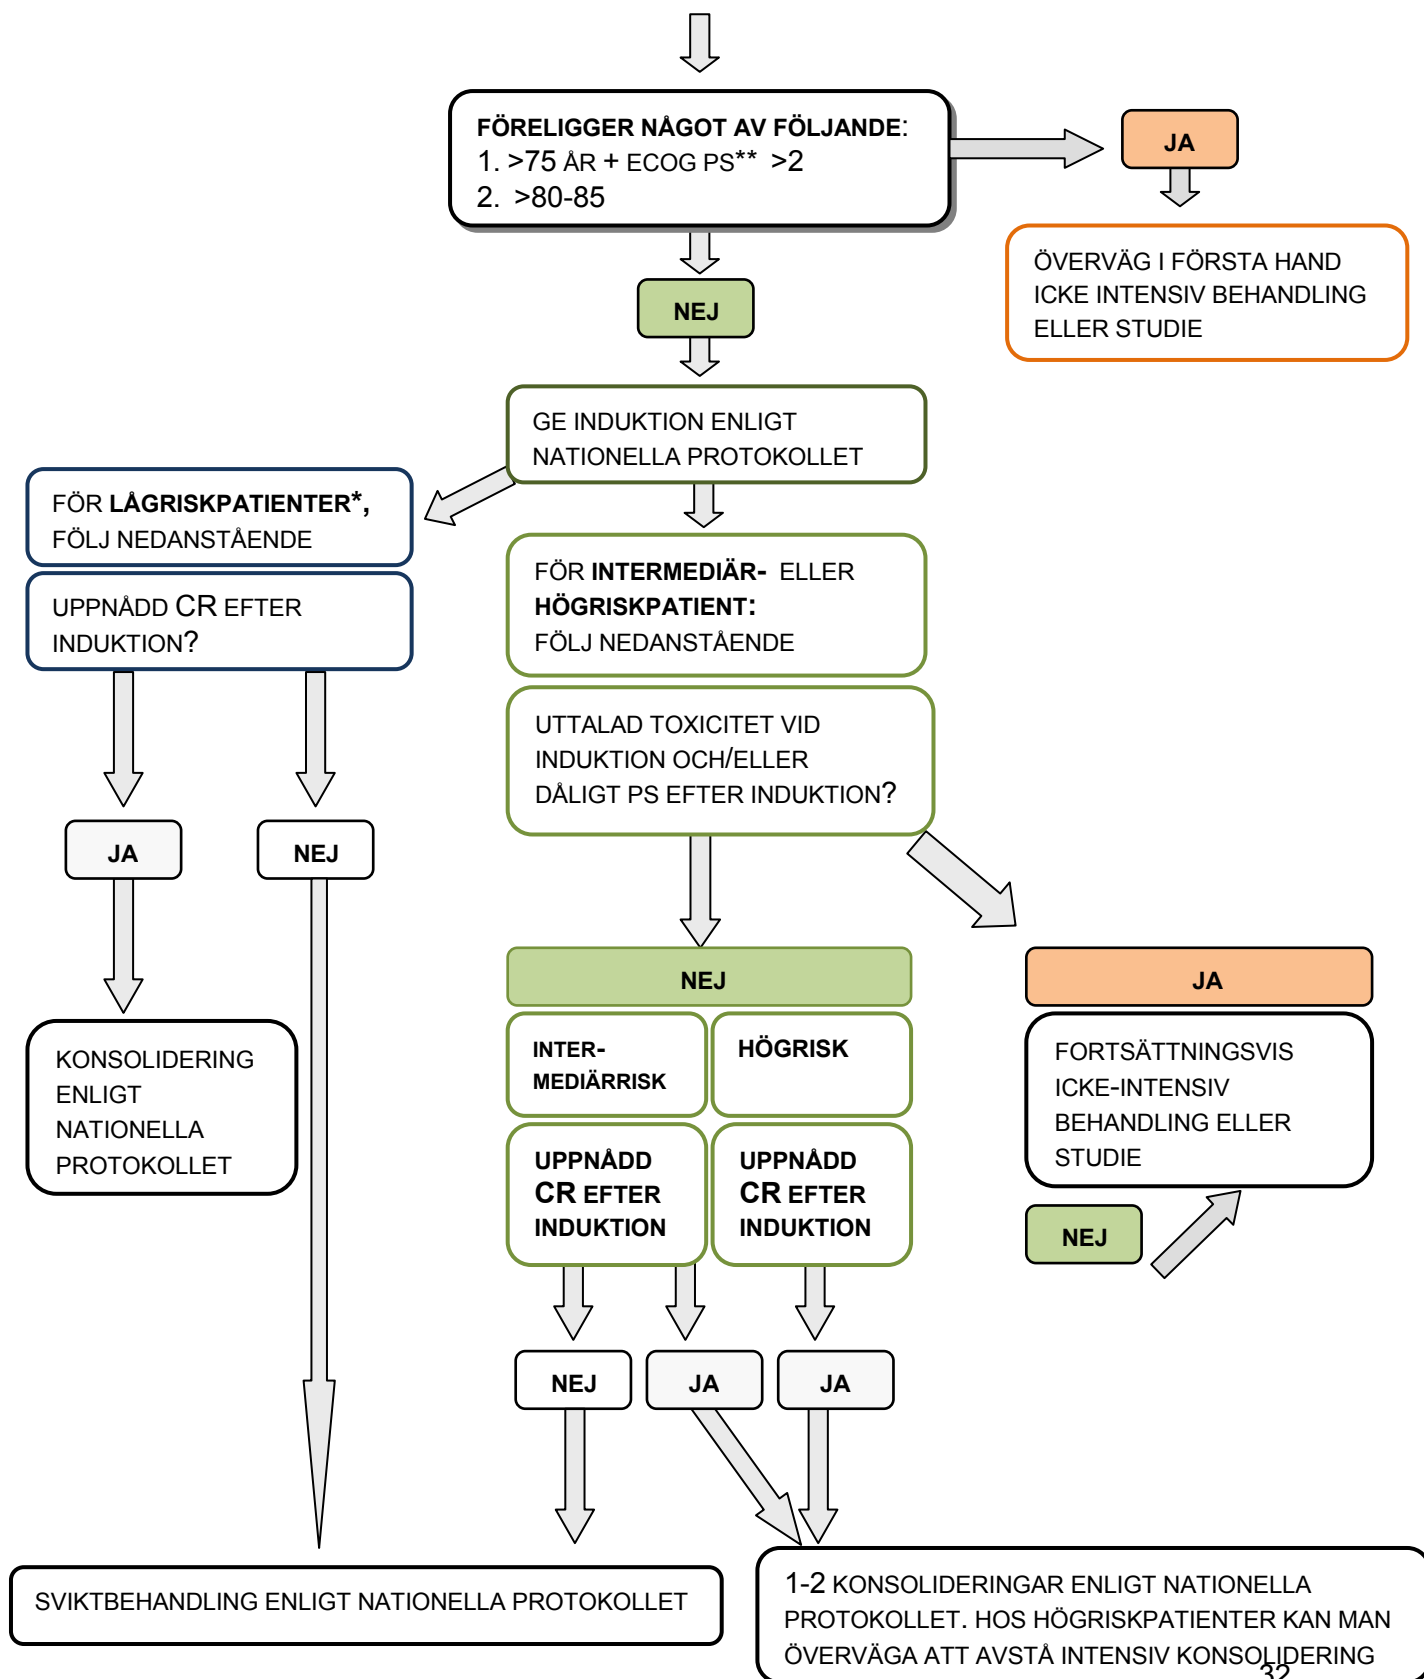 FÖRELIGGER NÅGOT AV FÖLJANDE:
1. >75 ÅR + ECOG PS** >2
2. >80-85
JA
ÖVERVÄG I FÖRSTA HAND
ICKE INTENSIV BEHANDLING
ELLER STUDIE
NEJ
GE INDUKTION ENLIGT
NATIONELLA PROTOKOLLET
FÖR LÅGRISKPATIENTER*,
FÖLJ NEDANSTÅENDE
UPPNÅDD CR EFTER
INDUKTION?
FÖR INTERMEDIÄR- ELLER
HÖGRISKPATIENT:
FÖLJ NEDANSTÅENDE
UTTALAD TOXICITET VID
INDUKTION OCH/ELLER
DÅLIGT PS EFTER INDUKTION?
JA
NEJ
KONSOLIDERING
ENLIGT
NATIONELLA
PROTOKOLLET
NEJ
INTER-
MEDIÄRRISK
HÖGRISK
UPPNÅDD
CR EFTER
INDUKTION
UPPNÅDD
CR EFTER
INDUKTION
JA
FORTSÄTTNINGSVIS
ICKE-INTENSIV
BEHANDLING ELLER
STUDIE
NEJ
NEJ
JA
JA
SVIKTBEHANDLING ENLIGT NATIONELLA PROTOKOLLET
1-2 KONSOLIDERINGAR ENLIGT NATIONELLA
PROTOKOLLET. HOS HÖGRISKPATIENTER KAN MAN
ÖVERVÄGA ATT AVSTÅ INTENSIV KONSOLIDERING
32